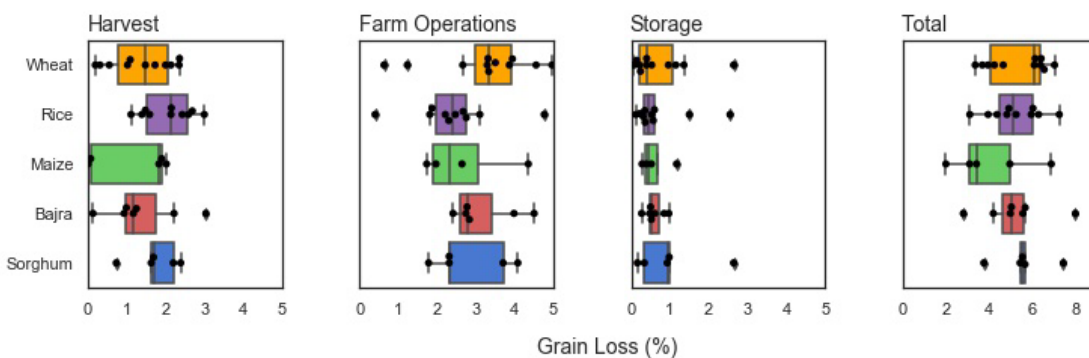 Harvest
Farm Operations
Storage
Total
Wheat
Rice
Maize
Bajra
Sorghum
0 1 2 3 4 5
0 1 2 3 4 5
0 1 2 3 4 5
0 2 4 6 8
Grain Loss (%)